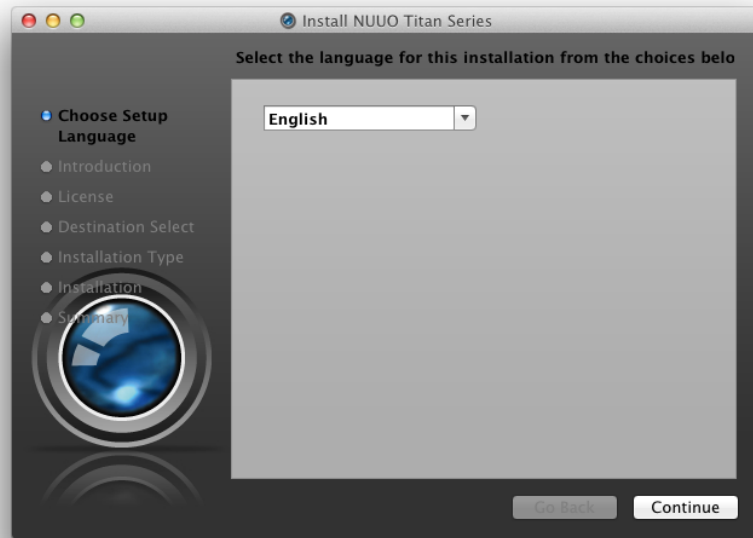 Install NUUO Titan Series
Select the language for this installation from the choices belo
Choose Setup
Language
Introduction
License
Destination Select
Installation Type
Installation
Summary
English
Go Back
Continue